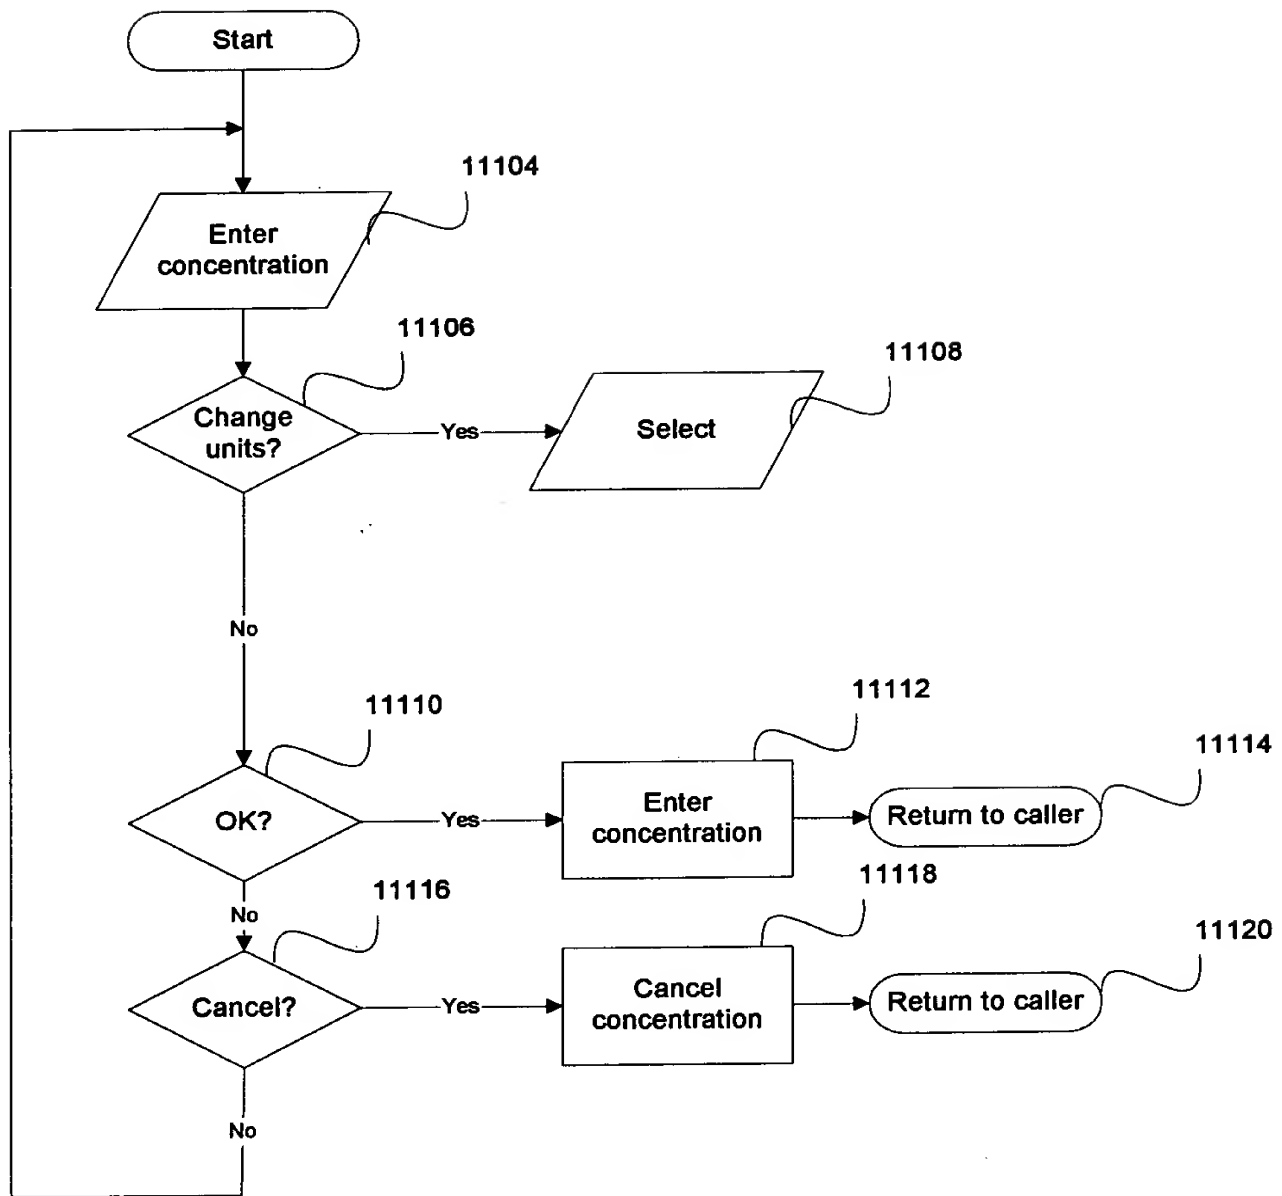 Start
11104
Enter
concentration
11106
11108
Change
units?
Yes
Select
No
11110
11112
11114
OK?
Yes
Enter
concentration
Return to caller
No
11116
11118
11120
Cancel?
Yes
Cancel
concentration
Return to caller
No